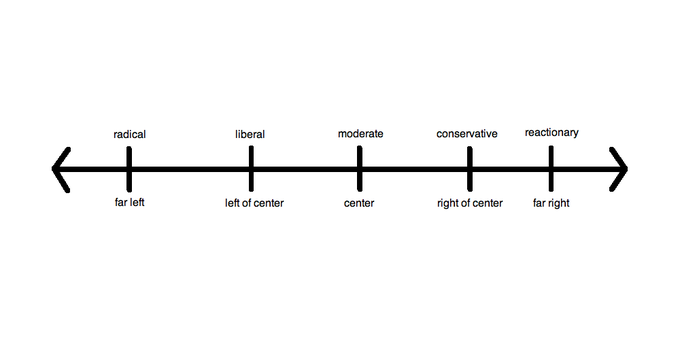 radical liberal moderate conservative reactionary
far left left of center center right of center far right